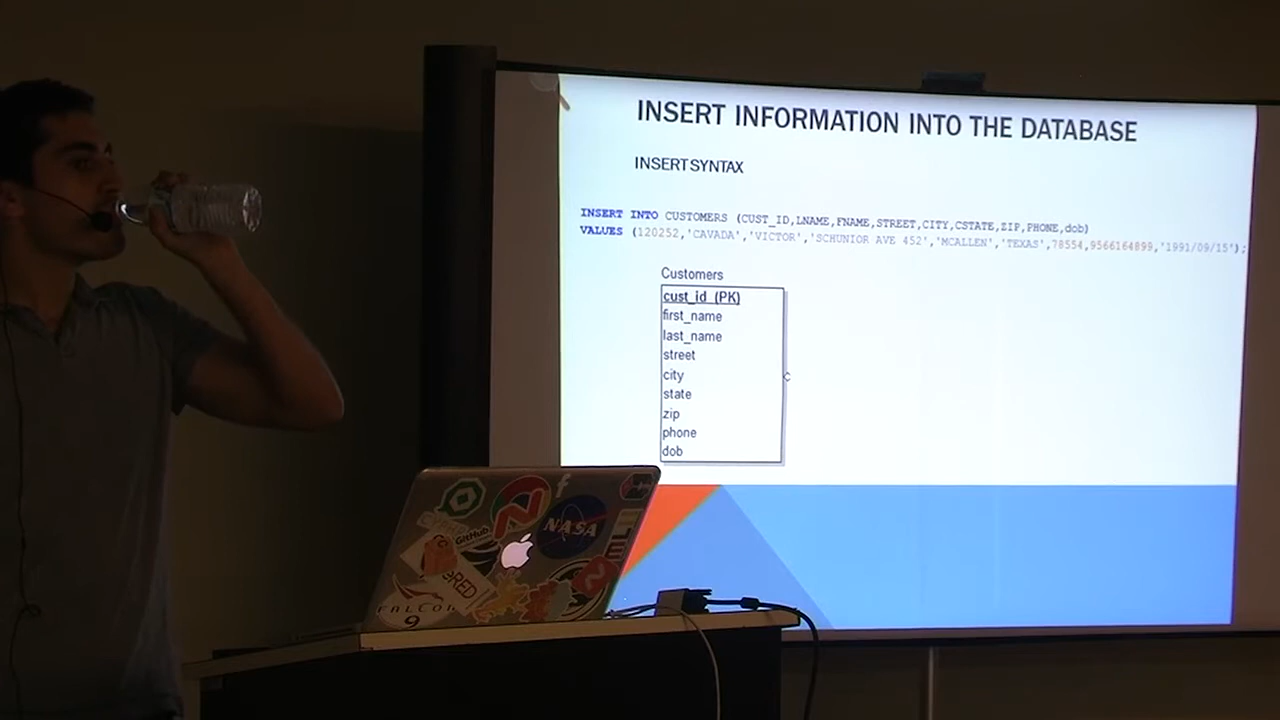 INSERT INFORMATION INTO THE DATABASE
INSERT SYNTAX
INSERT INTO CUSTOMERS (CUST_ID,LNAME,FNAME,STREET,CITY,CSTATE,ZIP,PHONE,dob)
VALUES (120252,'CAVADA','VICTOR','SCHUNIOR AVE 452','MCALLEN','TEXAS',78554,9566164899,'1991/09/15');
Customers
cust_id (PK)
first_name
last_name
street
city
state
zip
phone
dob
GitHub
NASA
FALCON
9